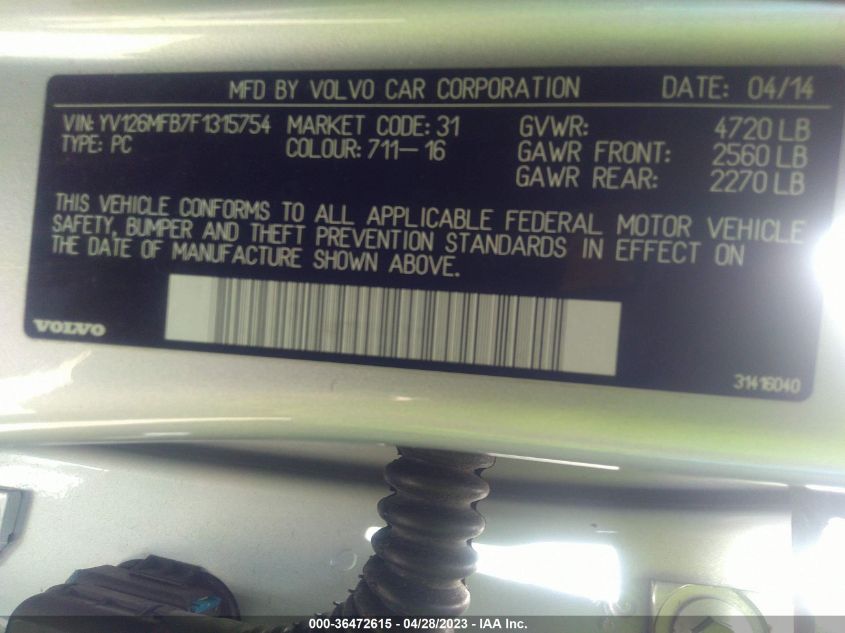 MFD BY VOLVO CAR CORPORATION DATE: 04/14
VIN: YV126MFB7F1315754 MARKET CODE: 31 GVWR: 4720 LB
TYPE: PC COLOUR: 711-16 GAWR FRONT: 2560 LB
GAWR REAR: 2270 LB
THIS VEHICLE CONFORMS TO ALL APPLICABLE FEDERAL MOTOR VEHICLE
SAFETY, BUMPER AND THEFT PREVENTION STANDARDS IN EFFECT ON
THE DATE OF MANUFACTURE SHOWN ABOVE.
VOLVO
31416040
000-36472615 - 04/28/2023 - IAA Inc.